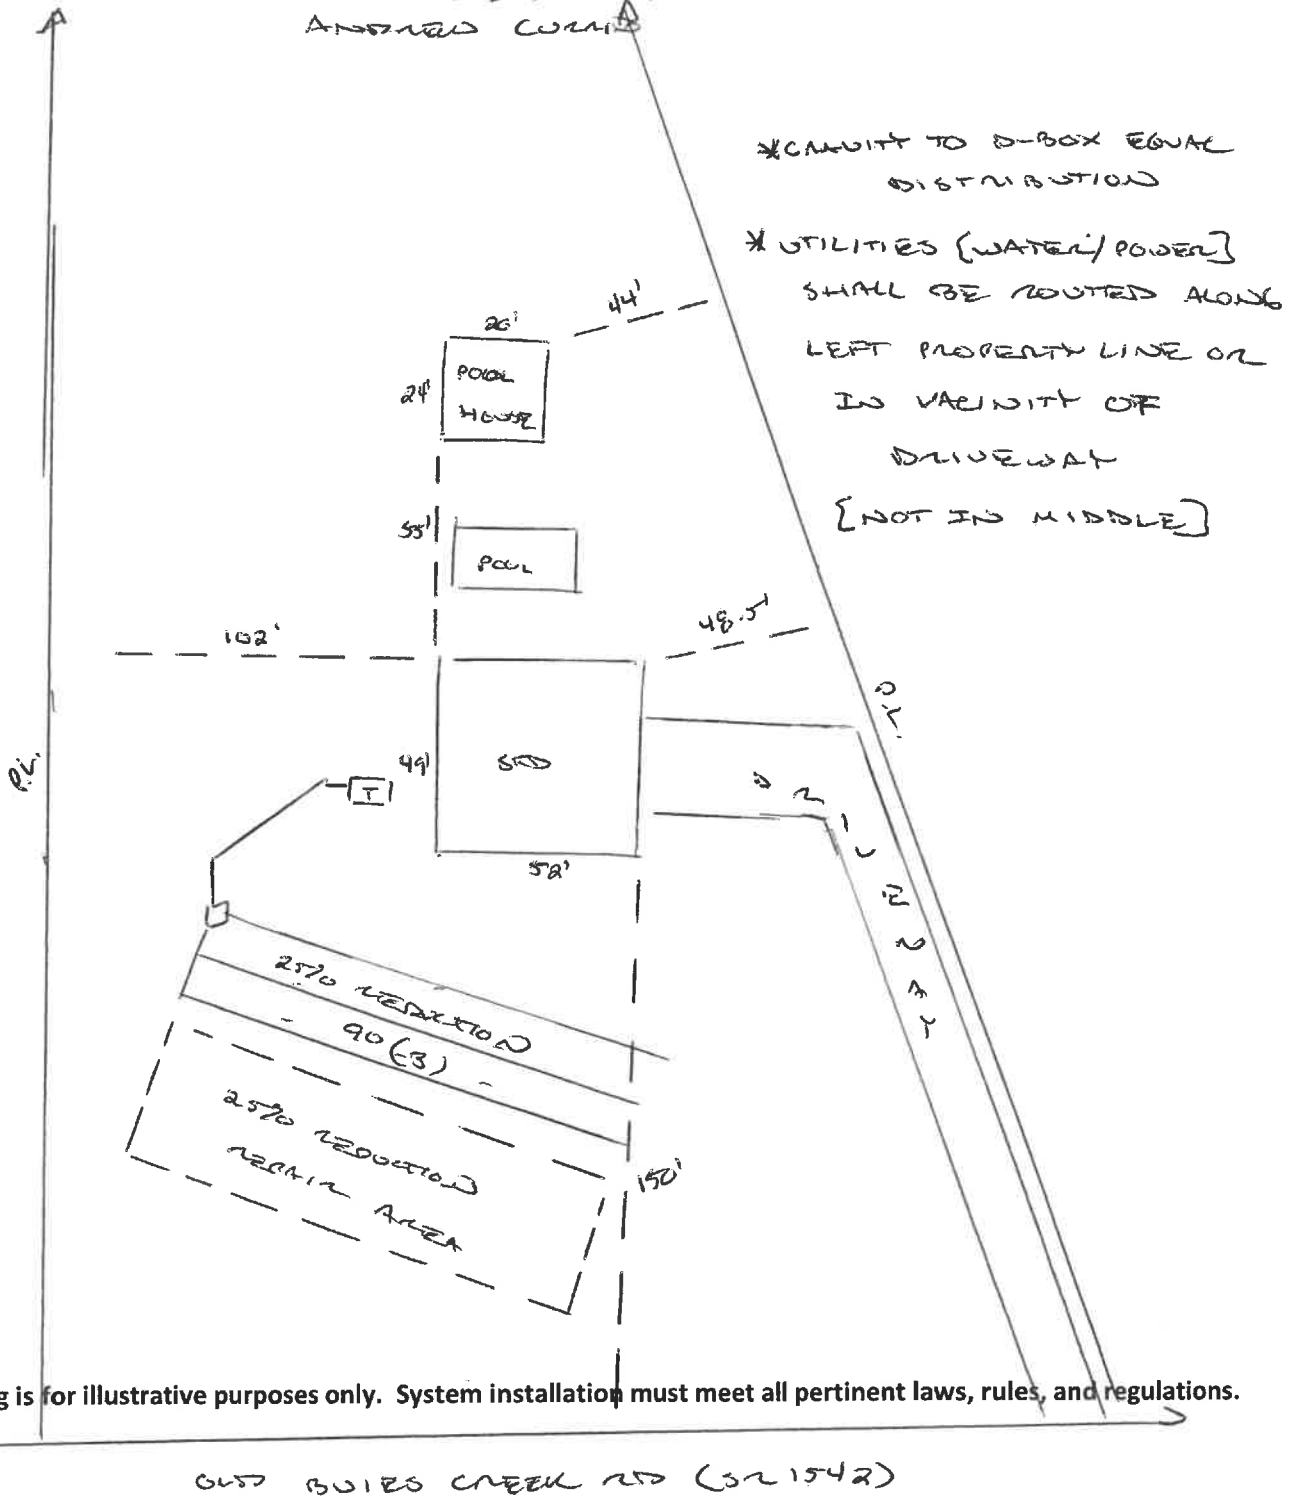 ANDREW CURRI
*GRAVITY TO D-BOX EQUAL
DISTRIBUTION
*UTILITIES [WATER/POWER]
SHALL BE ROUTED ALONG
LEFT PROPERTY LINE OR
IN VACINITY OF
DRIVEWAY
[NOT IN MIDDLE]
44'
26'
24'
POOL
HOUSE
55'
POOL
102'
48.5'
P.L.
P.L.
49'
SFD
T
52'
DRIVEWAY
25% REDUCTION
- 90 (-3) -
25% REDUCTION
REPAIR AREA
150'
g is for illustrative purposes only. System installation must meet all pertinent laws, rules, and regulations.
OLD BUIES CREEK RD (SR 1542)